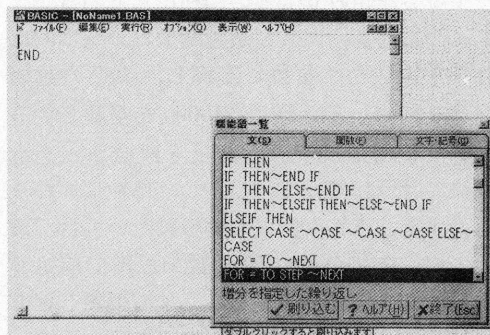 BASIC - [NoName1.BAS]
ファイル(F) 編集(E) 実行(R) オプション(O) 表示(W) ヘルプ(H)
END
機能語一覧
文(S) 関数(F) 文字・記号(Q)
IF THEN
IF THEN～END IF
IF THEN～ELSE～END IF
IF THEN～ELSEIF THEN～ELSE～END IF
ELSEIF THEN
SELECT CASE ～CASE ～CASE ～CASE ELSE～
CASE
FOR = TO ～NEXT
FOR = TO STEP ～NEXT
増分を指定した繰り返し
刷り込む ? ヘルプ(H) 終了(Esc)
ダブルクリックすると刷り込みます